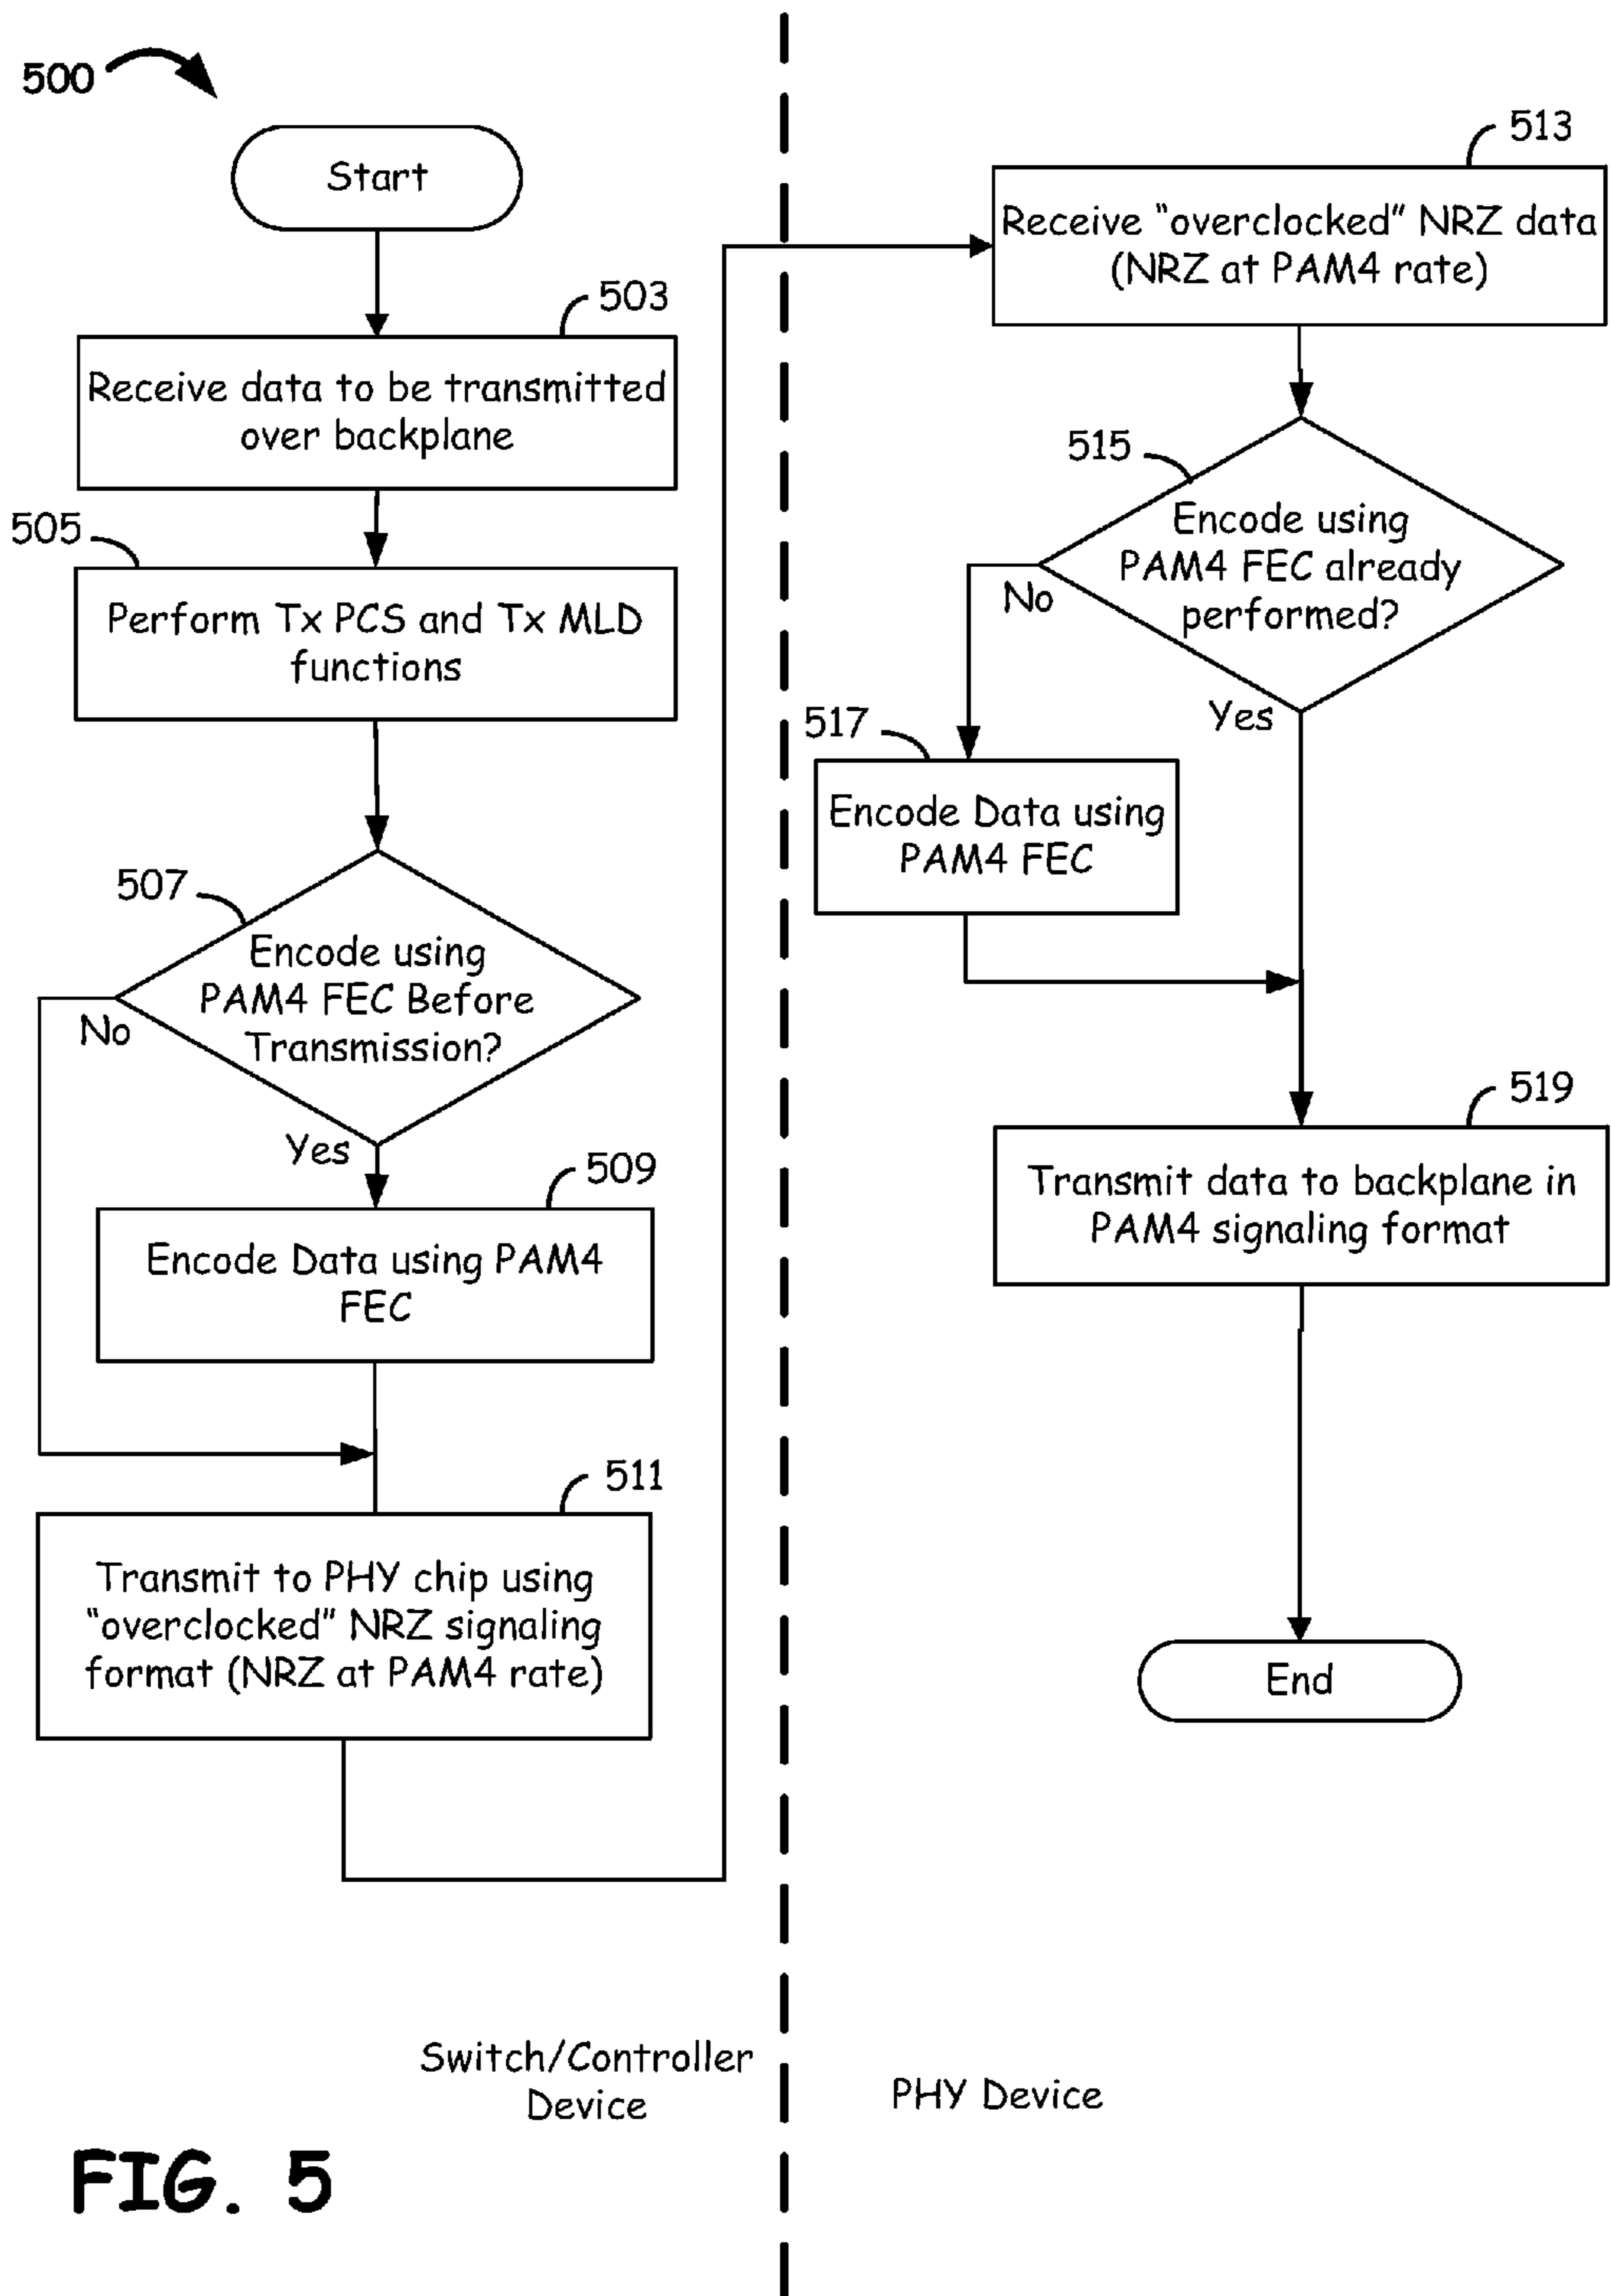 500
Start
503
Receive data to be transmitted
over backplane
505
Perform Tx PCS and Tx MLD
functions
507
Encode using
PAM4 FEC Before
Transmission?
No
Yes
509
Encode Data using PAM4
FEC
511
Transmit to PHY chip using
“overclocked” NRZ signaling
format (NRZ at PAM4 rate)
Switch/Controller
Device
513
Receive “overclocked” NRZ data
(NRZ at PAM4 rate)
515
Encode using
PAM4 FEC already
performed?
No
Yes
517
Encode Data using
PAM4 FEC
519
Transmit data to backplane in
PAM4 signaling format
End
PHY Device
FIG. 5